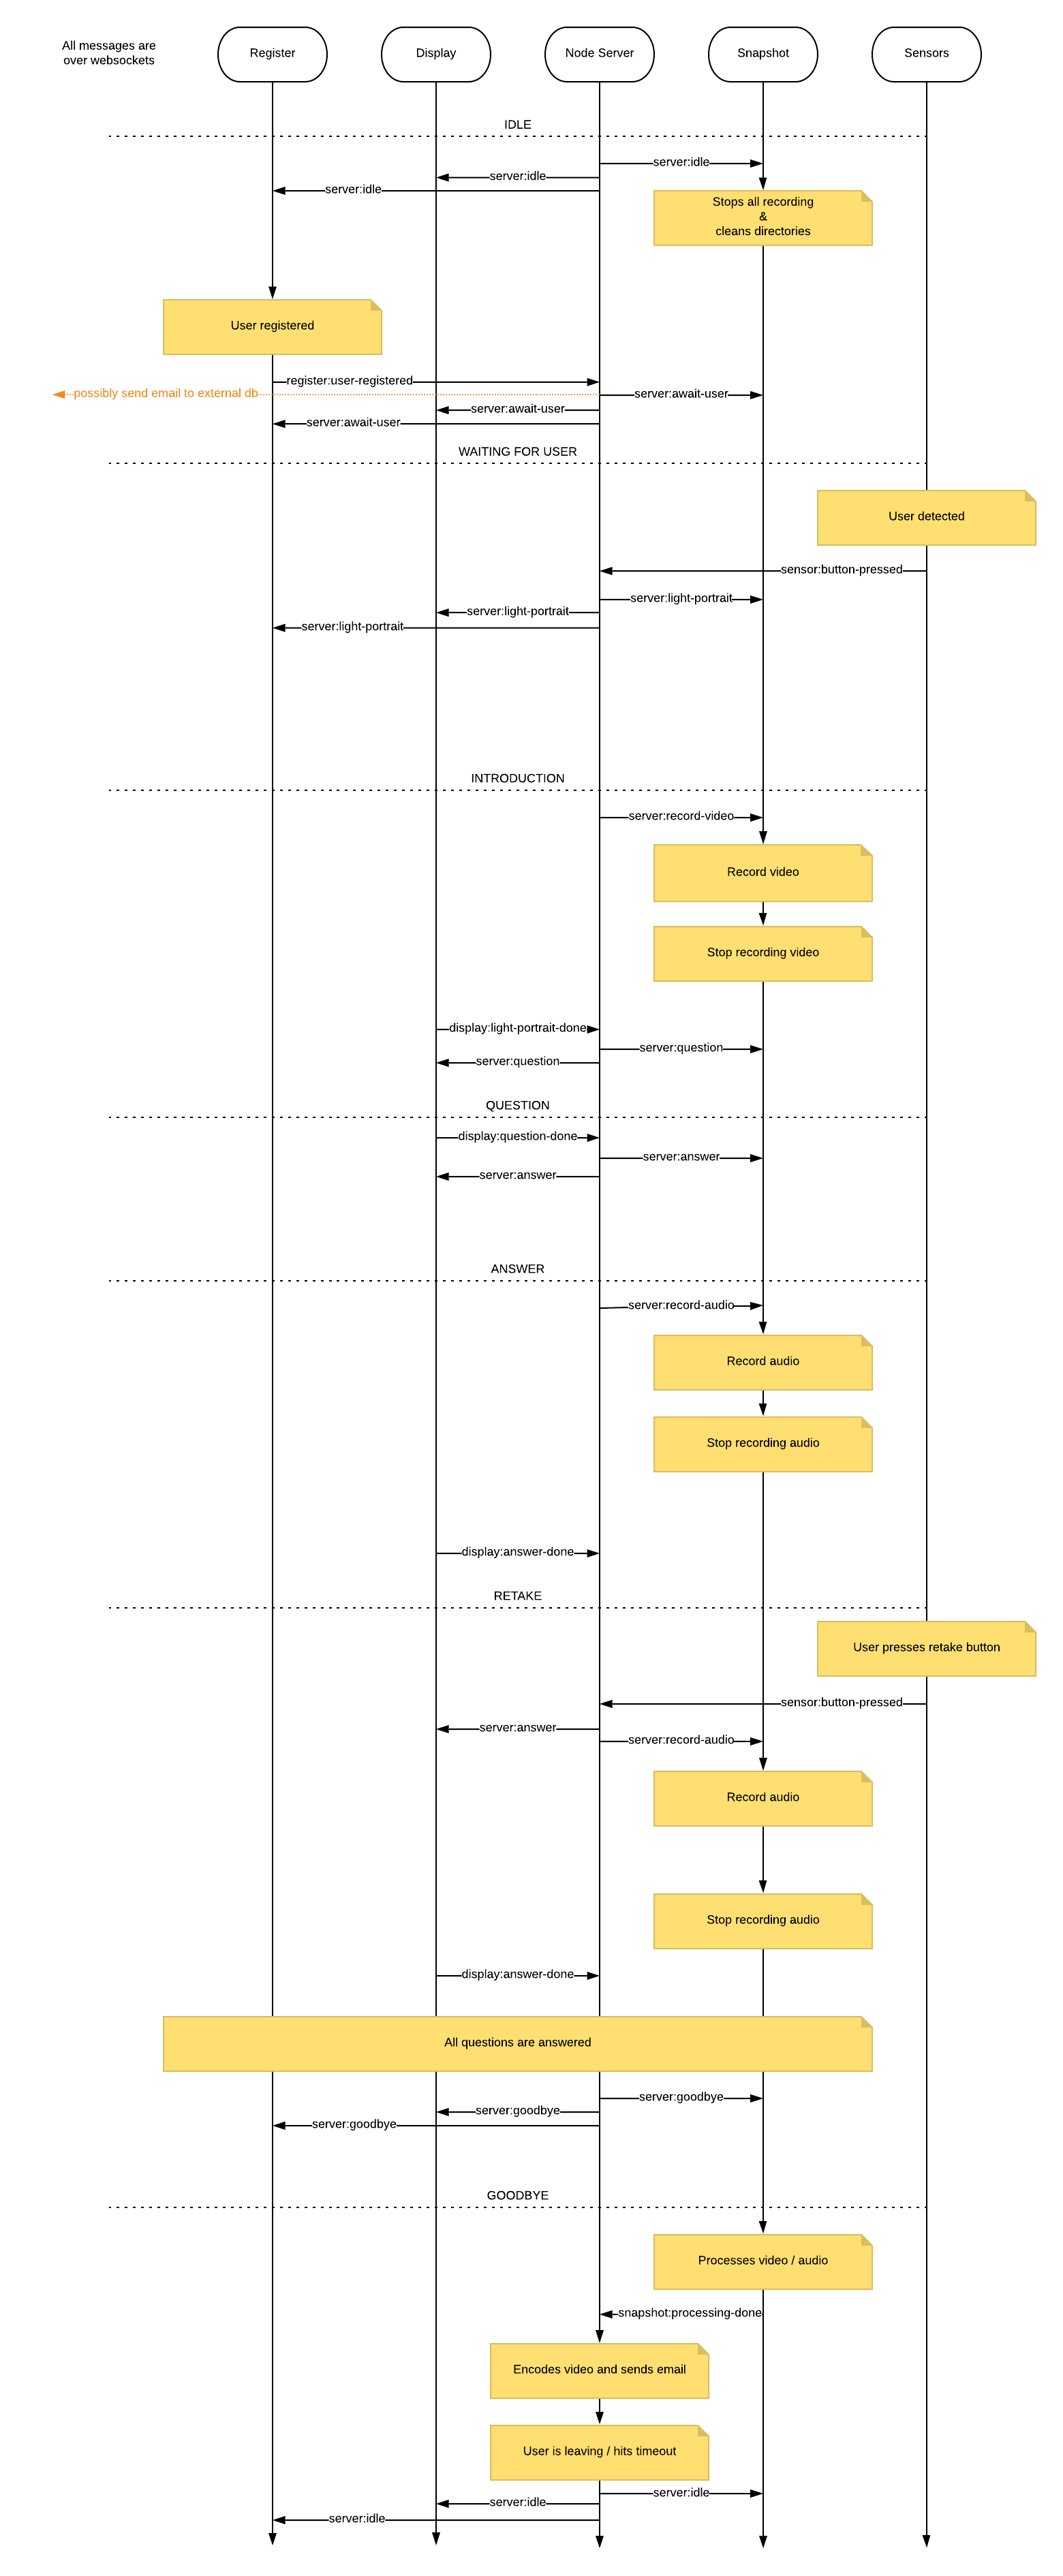 All messages are
over websockets
Register
Display
Node Server
Snapshot
Sensors
IDLE
server:idle
server:idle
server:idle
Stops all recording
&
cleans directories
User registered
register:user-registered
possibly send email to external db
server:await-user
server:await-user
server:await-user
WAITING FOR USER
User detected
sensor:button-pressed
server:light-portrait
server:light-portrait
server:light-portrait
INTRODUCTION
server:record-video
Record video
Stop recording video
display:light-portrait-done
server:question
server:question
QUESTION
display:question-done
server:answer
server:answer
ANSWER
server:record-audio
Record audio
Stop recording audio
display:answer-done
RETAKE
User presses retake button
sensor:button-pressed
server:answer
server:record-audio
Record audio
Stop recording audio
display:answer-done
All questions are answered
server:goodbye
server:goodbye
server:goodbye
GOODBYE
Processes video / audio
snapshot:processing-done
Encodes video and sends email
User is leaving / hits timeout
server:idle
server:idle
server:idle